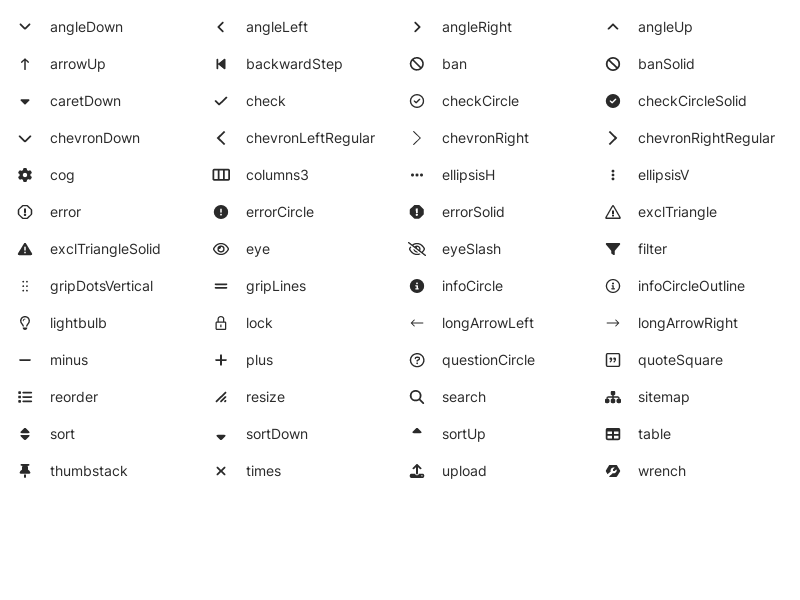 angleDown angleLeft angleRight angleUp
arrowUp backwardStep ban banSolid
caretDown check checkCircle checkCircleSolid
chevronDown chevronLeftRegular chevronRight chevronRightRegular
cog columns3 ellipsisH ellipsisV
error errorCircle errorSolid exclTriangle
exclTriangleSolid eye eyeSlash filter
gripDotsVertical gripLines infoCircle infoCircleOutline
lightbulb lock longArrowLeft longArrowRight
minus plus questionCircle quoteSquare
reorder resize search sitemap
sort sortDown sortUp table
thumbstack times upload wrench